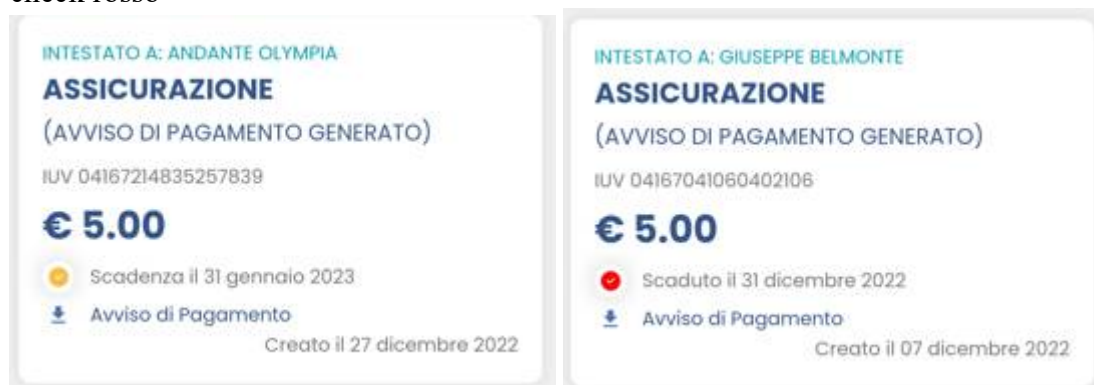 check rosso
INTESTATO A: ANDANTE OLYMPIA
ASSICURAZIONE
(AVVISO DI PAGAMENTO GENERATO)
IUV 04167214835257839
€ 5.00
Scadenza il 31 gennaio 2023
Avviso di Pagamento
Creato il 27 dicembre 2022
INTESTATO A: GIUSEPPE BELMONTE
ASSICURAZIONE
(AVVISO DI PAGAMENTO GENERATO)
IUV 04167041060402106
€ 5.00
Scaduto il 31 dicembre 2022
Avviso di Pagamento
Creato il 07 dicembre 2022